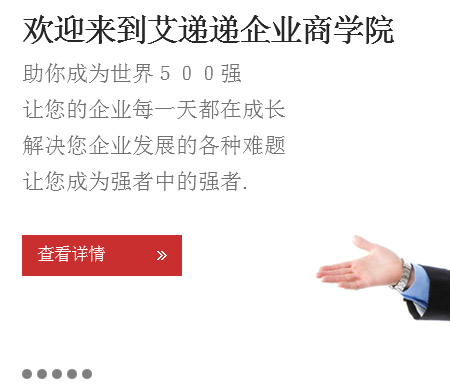 欢迎来到艾递递企业商学院
助你成为世界５００强
让您的企业每一天都在成长
解决您企业发展的各种难题
让您成为强者中的强者.
查看详情 »